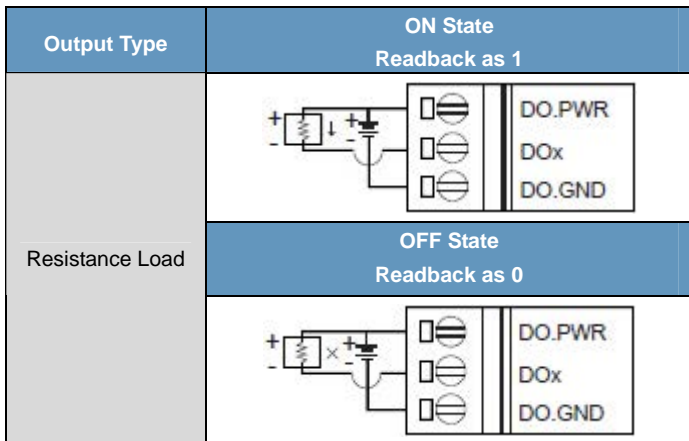 Output Type
ON State
Readback as 1
+
-
↓
+
-
DO.PWR
DOx
DO.GND
Resistance Load
OFF State
Readback as 0
+
-
×
+
-
DO.PWR
DOx
DO.GND